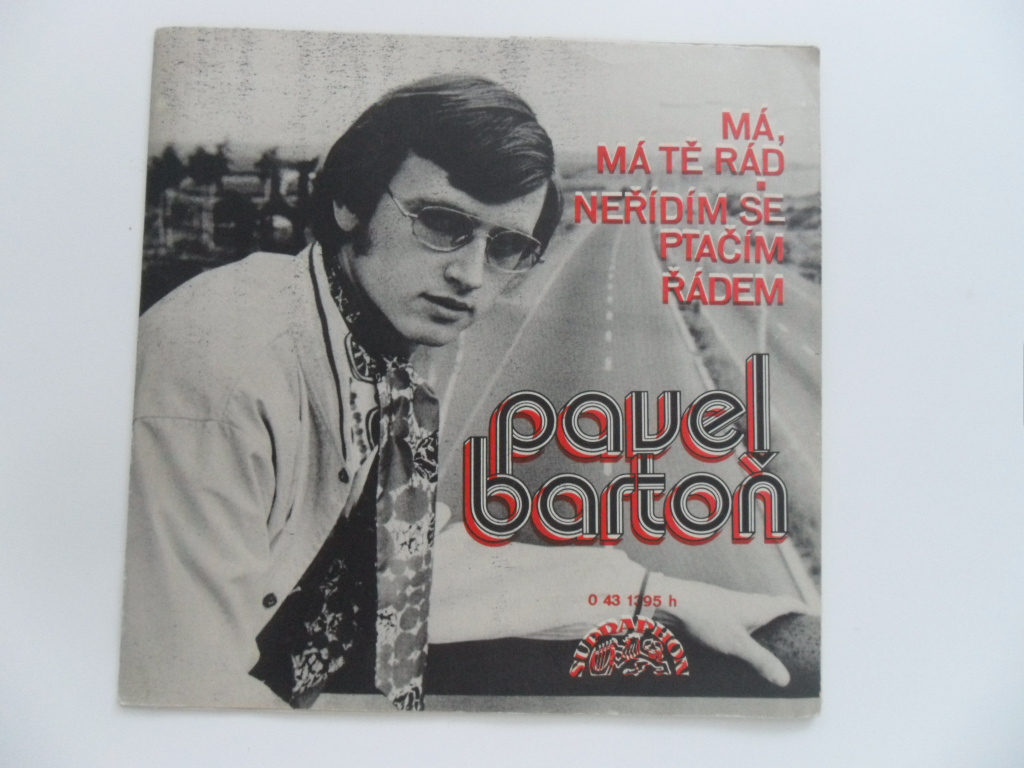 MÁ,
MÁ TĚ RÁD
▪
NEŘÍDÍM SE
PTAČÍM
ŘÁDEM
pavel
bartoň
0 43 1395 h
SUPRAPHON